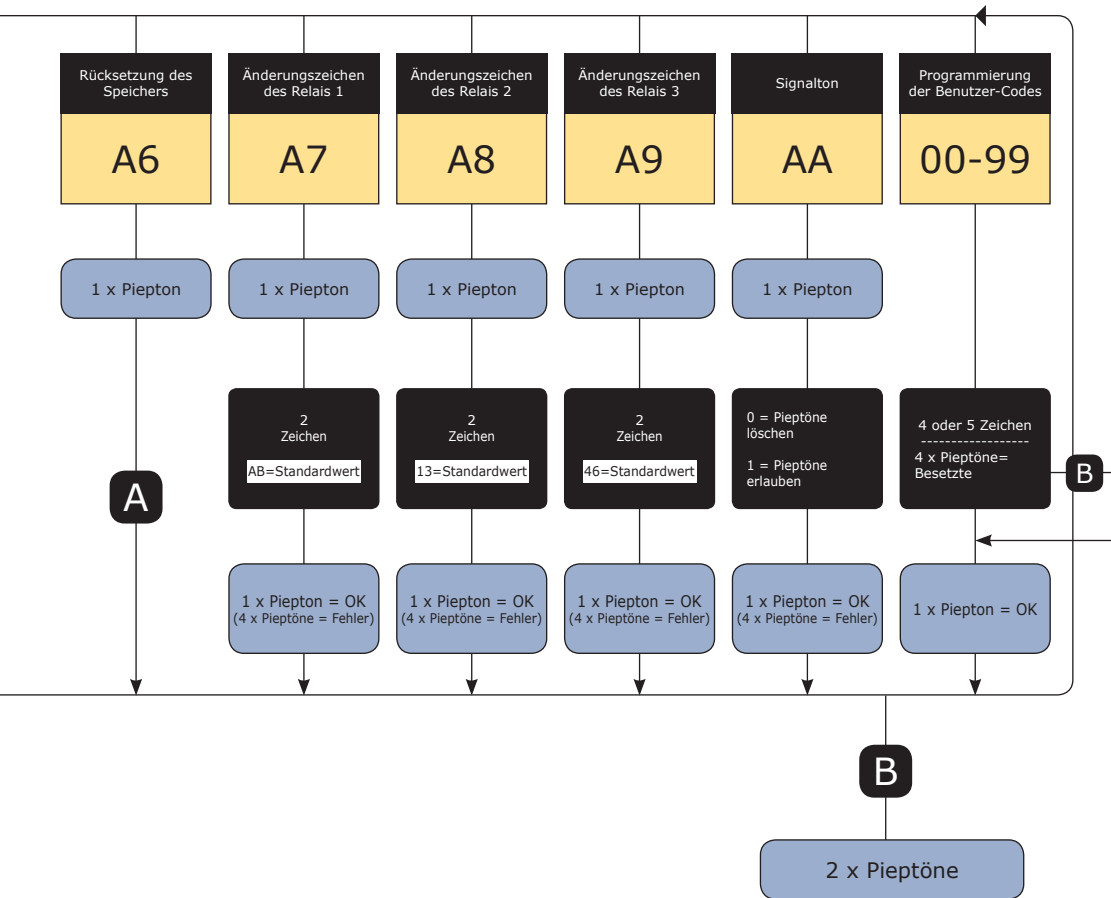 Rücksetzung des
Speichers
A6
1 x Piepton
A
Änderungszeichen
des Relais 1
A7
1 x Piepton
2
Zeichen
AB=Standardwert
1 x Piepton = OK
(4 x Pieptöne = Fehler)
Änderungszeichen
des Relais 2
A8
1 x Piepton
2
Zeichen
13=Standardwert
1 x Piepton = OK
(4 x Pieptöne = Fehler)
Änderungszeichen
des Relais 3
A9
1 x Piepton
2
Zeichen
46=Standardwert
1 x Piepton = OK
(4 x Pieptöne = Fehler)
Signalton
AA
1 x Piepton
0 = Pieptöne
löschen
1 = Pieptöne
erlauben
1 x Piepton = OK
(4 x Pieptöne = Fehler)
Programmierung
der Benutzer-Codes
00-99
4 oder 5 Zeichen
------------------
4 x Pieptöne=
Besetzte
B
1 x Piepton = OK
B
2 x Pieptöne